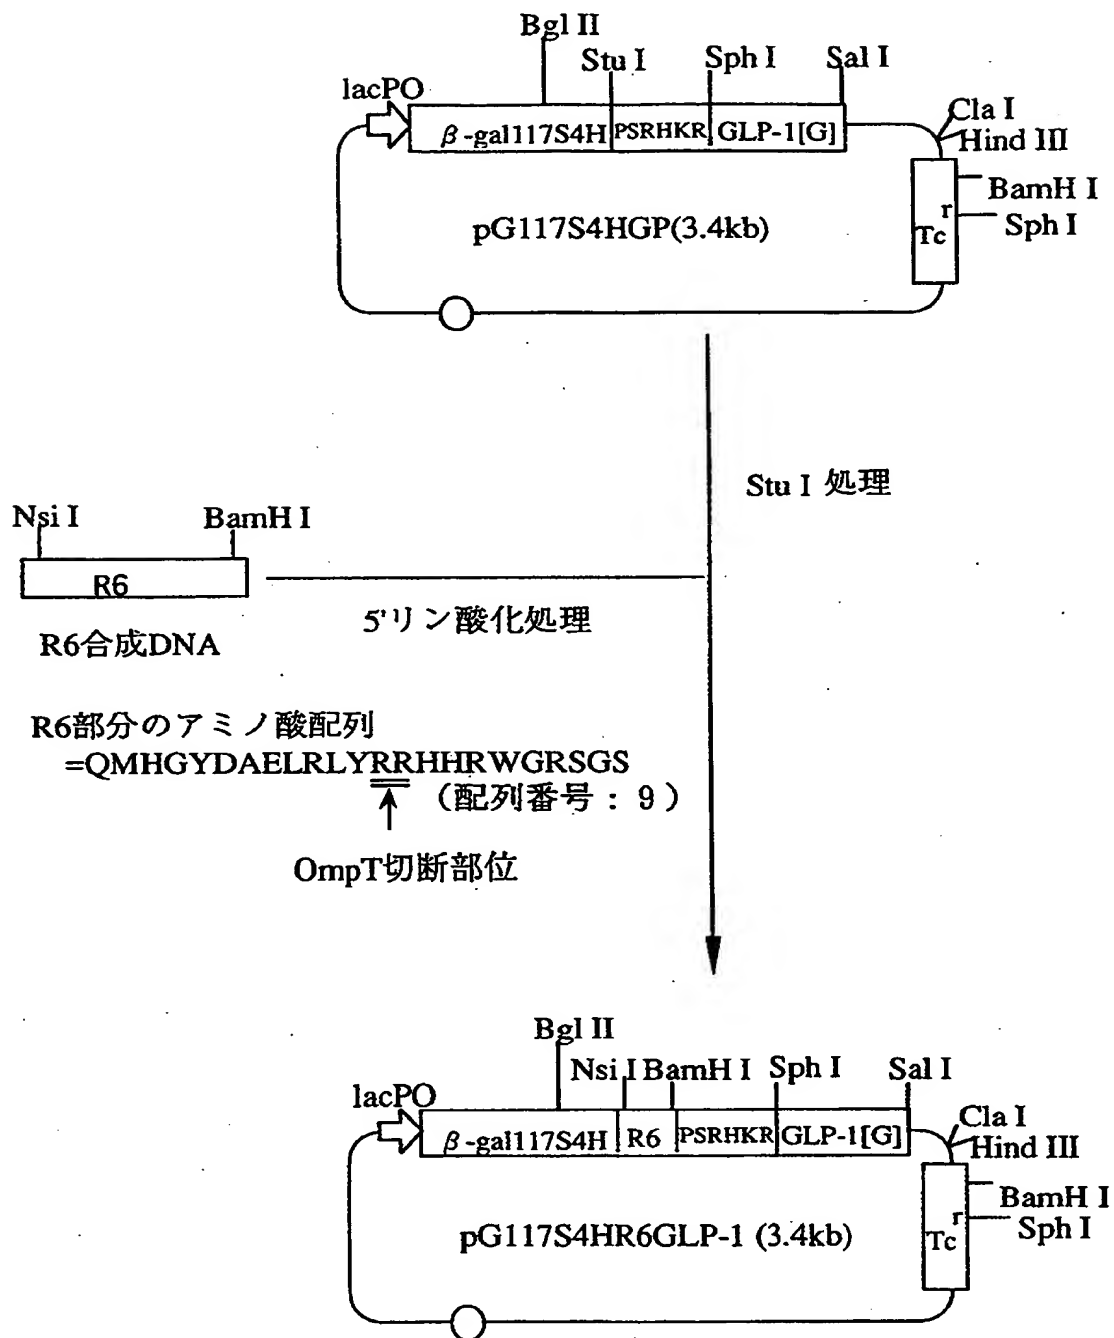 Bgl II
Stu I
Sph I
Sal I
lacPO
Cla I
Hind III
β-gal117S4H
PSRHKR
GLP-1[G]
BamH I
Sph I
Tc r
pG117S4HGP(3.4kb)
Stu I 処理
Nsi I
BamH I
R6
5'リン酸化処理
R6合成DNA
R6部分のアミノ酸配列
=QMHGYDAELRLYRRHHRWGRSGS
(配列番号:9)
OmpT切断部位
Bgl II
Nsi I
BamH I
Sph I
Sal I
lacPO
Cla I
Hind III
β-gal117S4H
R6
PSRHKR
GLP-1[G]
BamH I
Sph I
Tc r
pG117S4HR6GLP-1 (3.4kb)